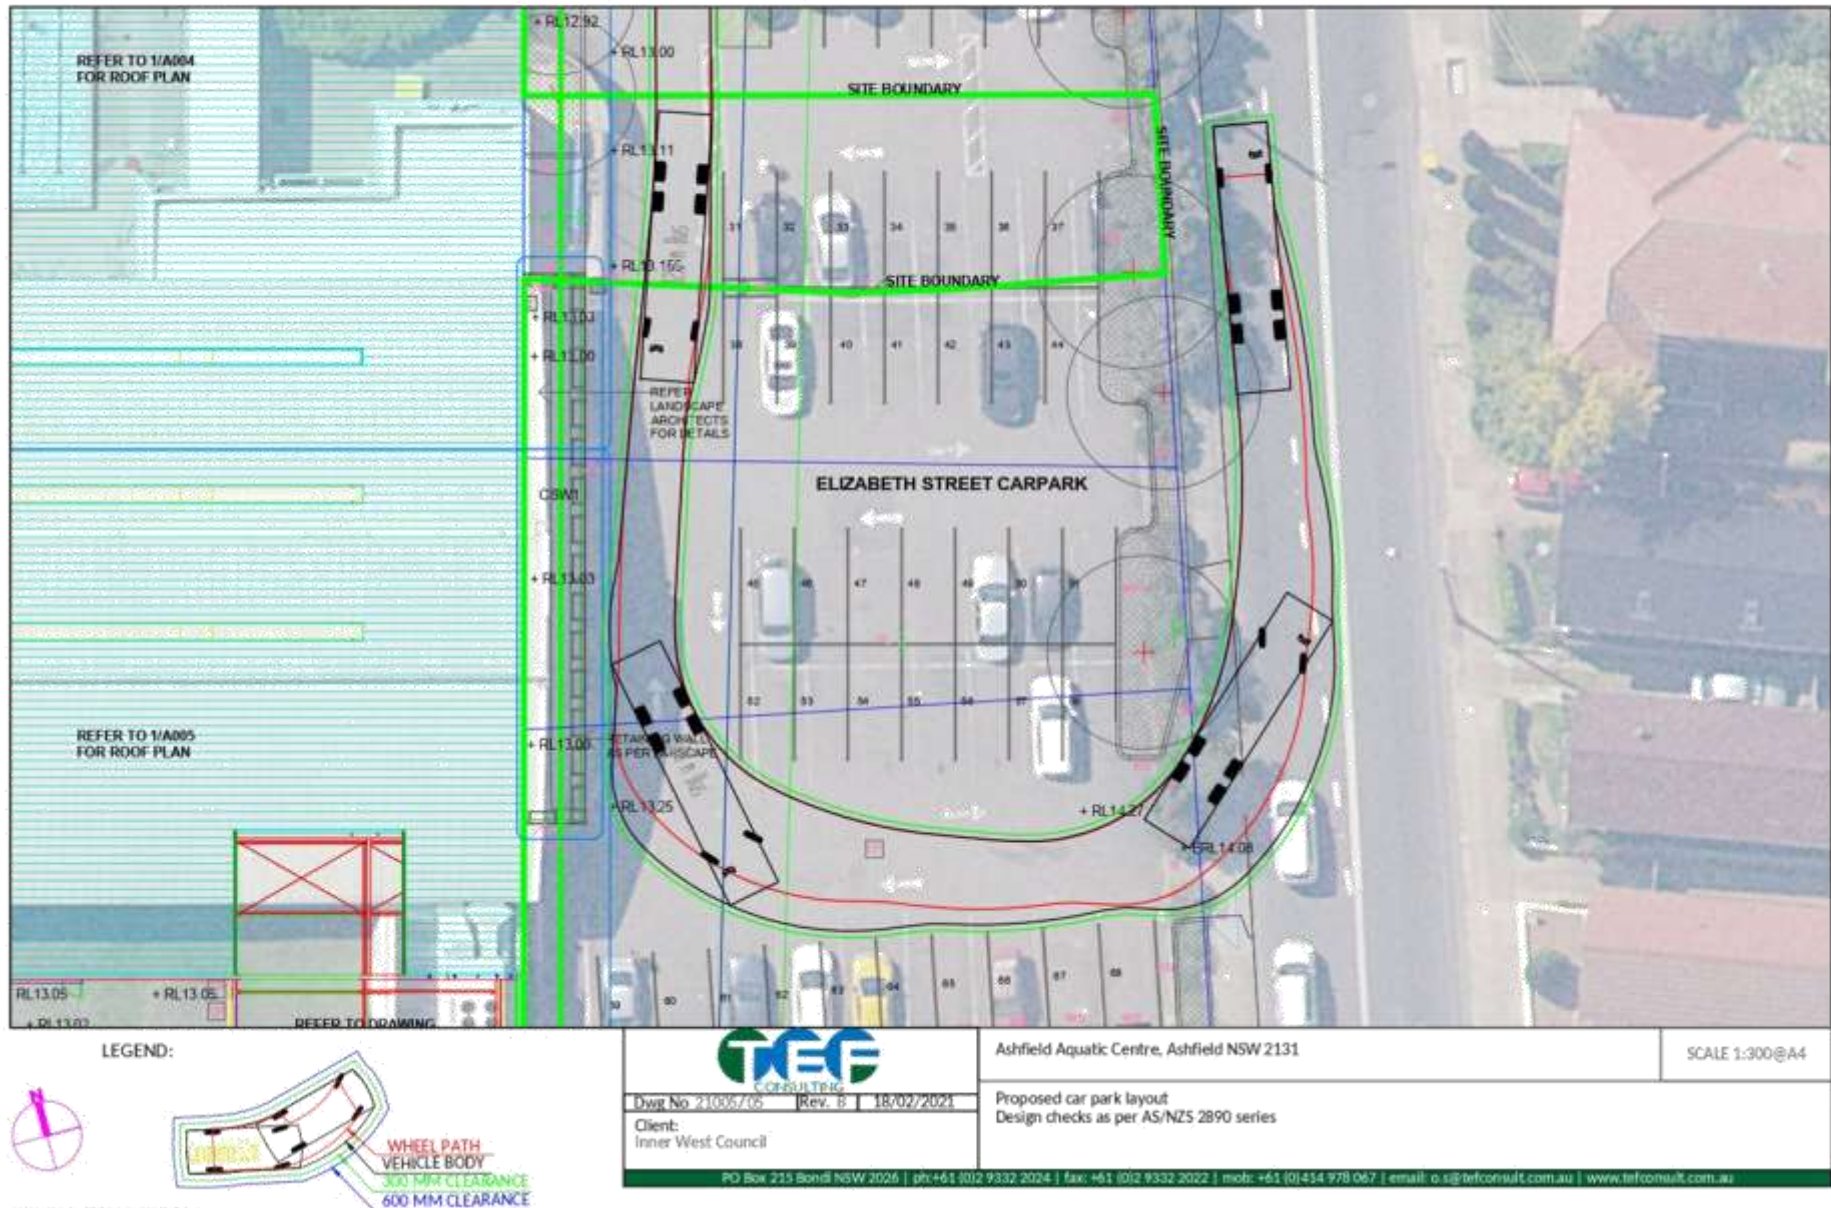 + RL12.92
REFER TO 1/A004
FOR ROOF PLAN
+ RL13.00
SITE BOUNDARY
+ RL13.11
SITE BOUNDARY
31
32
33
34
35
36
37
+ RL13.155
SITE BOUNDARY
+ RL13.00
38
39
40
41
42
43
44
REFER
LANDSCAPE
ARCHITECTS
FOR DETAILS
ELIZABETH STREET CARPARK
CSW1
+ RL13.03
45
46
47
48
49
50
52
53
54
55
56
57
REFER TO 1/A005
FOR ROOF PLAN
+ RL13.00
RETAINING WALL
AS PER LANDSCAPE
+ RL13.25
+ RL14.27
RL14.08
59
60
61
62
63
64
65
66
67
68
RL13.05
+ RL13.05
+ RL13.02
REFER TO DRAWING
LEGEND:
N
WHEEL PATH
VEHICLE BODY
300 MM CLEARANCE
600 MM CLEARANCE
TEF
CONSULTING
Dwg No 21005/05 Rev. B 18/02/2021
Client:
Inner West Council
Ashfield Aquatic Centre, Ashfield NSW 2131
SCALE 1:300@A4
Proposed car park layout
Design checks as per AS/NZS 2890 series
PO Box 215 Bondi NSW 2026 | ph:+61 (0)2 9332 2024 | fax: +61 (0)2 9332 2022 | mob: +61 (0)414 978 067 | email: o.s@tefconsult.com.au | www.tefconsult.com.au